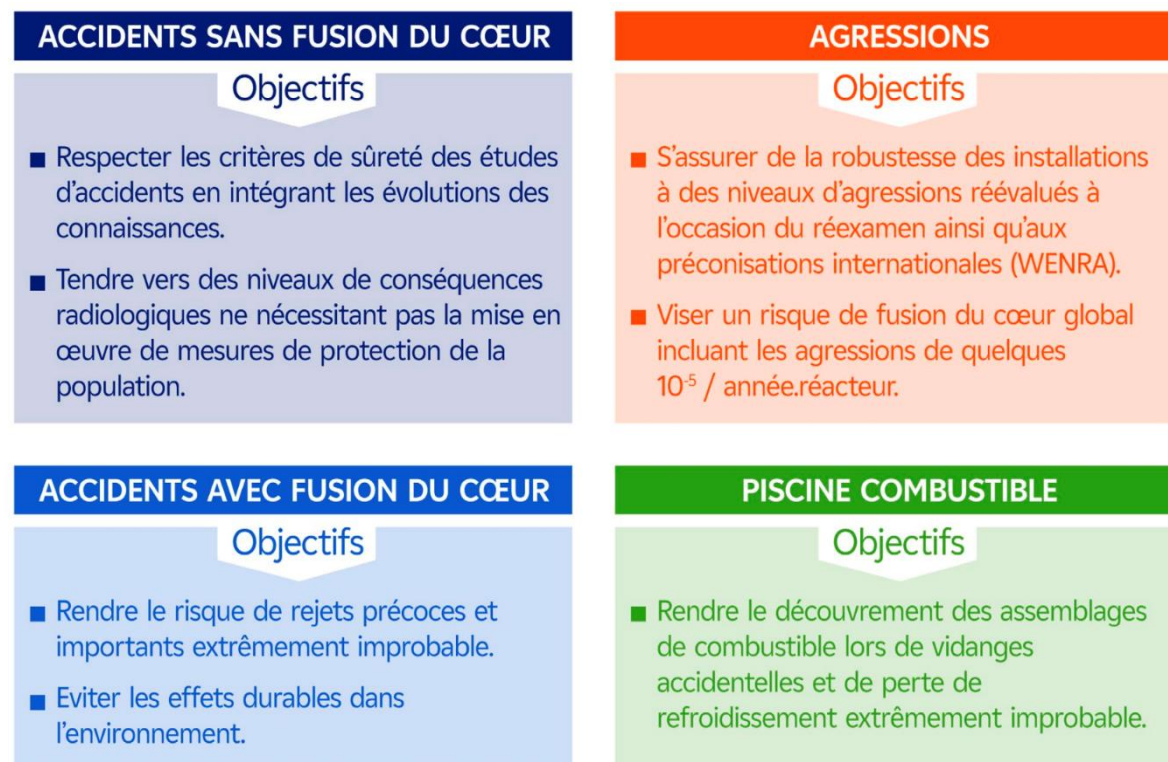 ACCIDENTS SANS FUSION DU CŒUR
Objectifs
■ Respecter les critères de sûreté des études
d'accidents en intégrant les évolutions des
connaissances.
■ Tendre vers des niveaux de conséquences
radiologiques ne nécessitant pas la mise en
œuvre de mesures de protection de la
population.
AGRESSIONS
Objectifs
■ S'assurer de la robustesse des installations
à des niveaux d'agressions réévalués à
l'occasion du réexamen ainsi qu'aux
préconisations internationales (WENRA).
■ Viser un risque de fusion du cœur global
incluant les agressions de quelques
10⁻⁵ / année.réacteur.
ACCIDENTS AVEC FUSION DU CŒUR
Objectifs
■ Rendre le risque de rejets précoces et
importants extrêmement improbable.
■ Eviter les effets durables dans
l'environnement.
PISCINE COMBUSTIBLE
Objectifs
■ Rendre le découvrement des assemblages
de combustible lors de vidanges
accidentelles et de perte de
refroidissement extrêmement improbable.